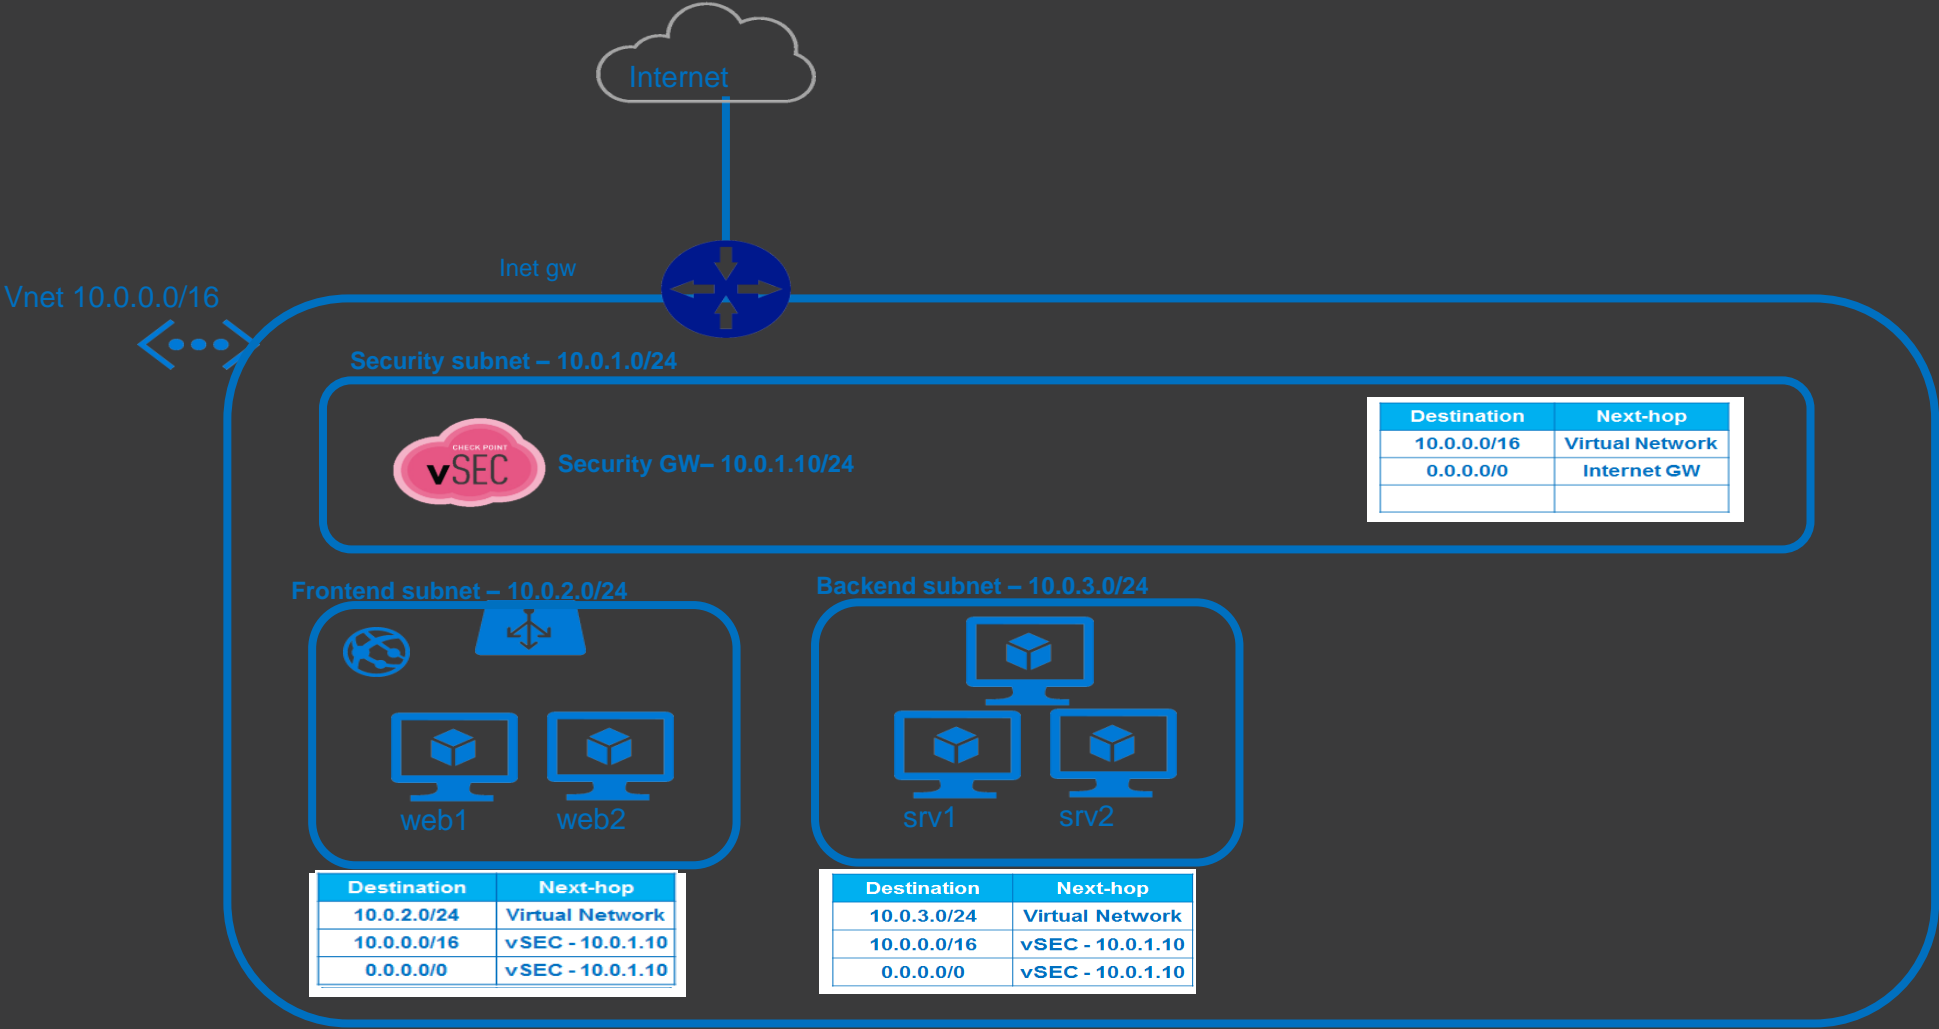 Internet
Inet gw
Vnet 10.0.0.0/16
Security subnet – 10.0.1.0/24
CHECK POINT
vSEC
Security GW– 10.0.1.10/24
Destination Next-hop
10.0.0.0/16 Virtual Network
0.0.0.0/0 Internet GW
Frontend subnet – 10.0.2.0/24
web1 web2
Destination Next-hop
10.0.2.0/24 Virtual Network
10.0.0.0/16 vSEC - 10.0.1.10
0.0.0.0/0 vSEC - 10.0.1.10
Backend subnet – 10.0.3.0/24
srv1 srv2
Destination Next-hop
10.0.3.0/24 Virtual Network
10.0.0.0/16 vSEC - 10.0.1.10
0.0.0.0/0 vSEC - 10.0.1.10